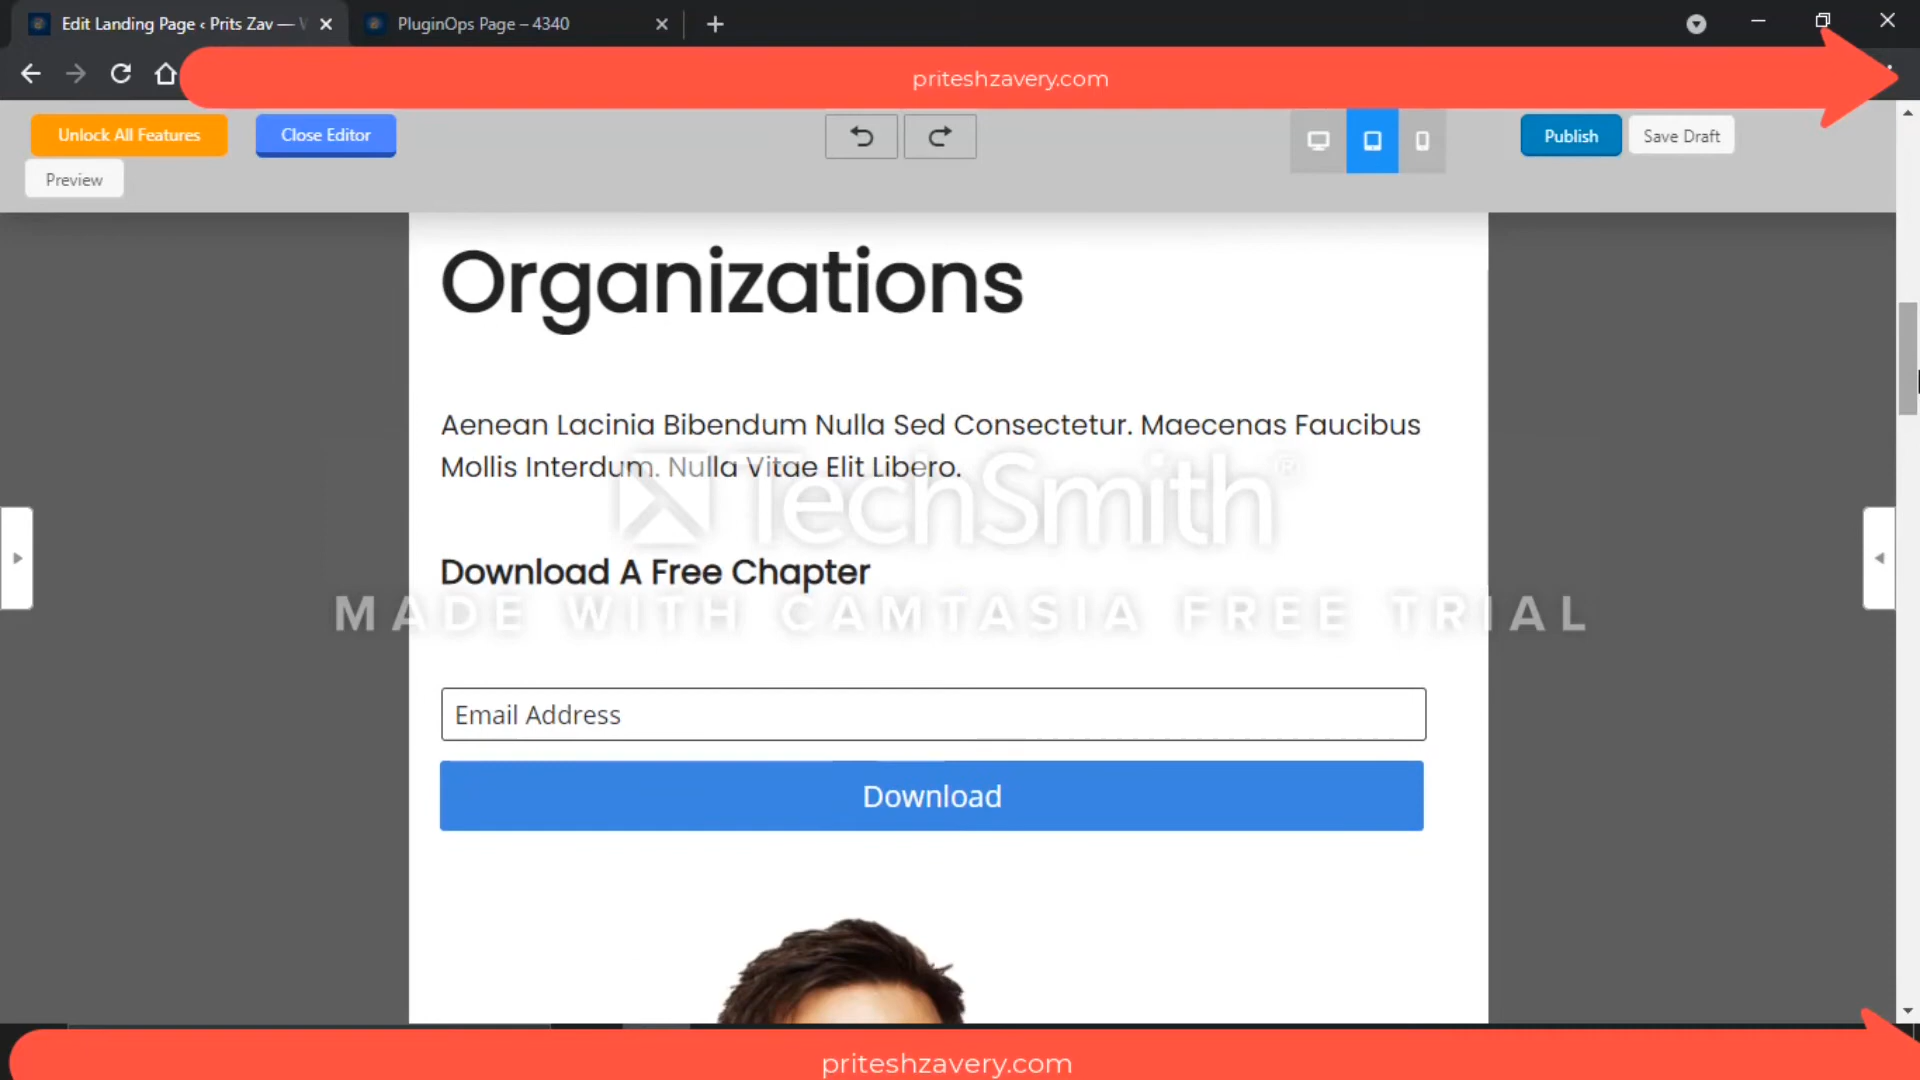 Edit Landing Page ‹ Prits Zav — W
PluginOps Page – 4340
priteshzavery.com
Unlock All Features
Close Editor
Publish
Save Draft
Preview
Organizations
Aenean Lacinia Bibendum Nulla Sed Consectetur. Maecenas Faucibus
Mollis Interdum. Nulla Vitae Elit Libero.
TechSmith®
Download A Free Chapter
MADE WITH CAMTASIA FREE TRIAL
Email Address
Download
priteshzavery.com